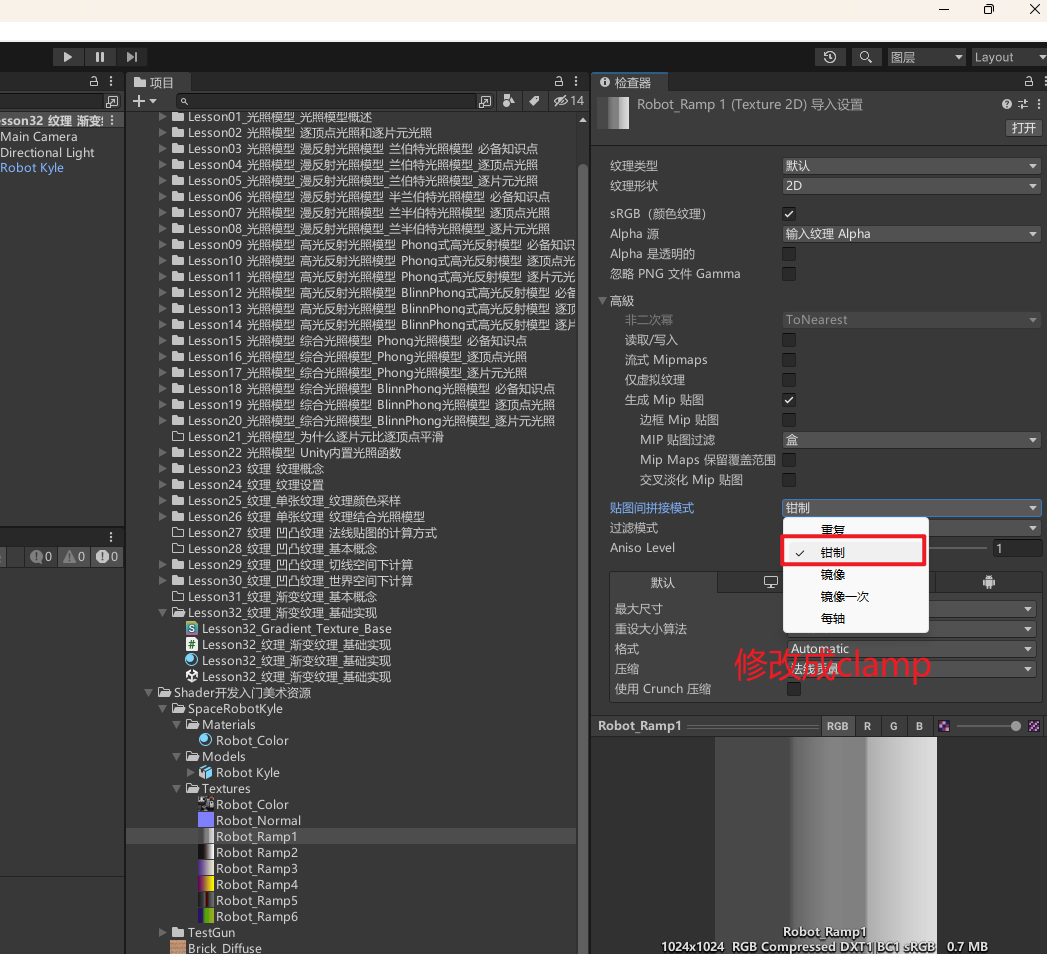 图层
Layout
项目
检查器
14
esson32 纹理 渐变
Main Camera
Directional Light
Robot Kyle
0
0
0
Lesson01_光照模型_光照模型概述
Lesson02 光照模型 逐顶点光照和逐片元光照
Lesson03 光照模型 漫反射光照模型 兰伯特光照模型 必备知识点
Lesson04_光照模型_漫反射光照模型_兰伯特光照模型_逐顶点光照
Lesson05_光照模型_漫反射光照模型_兰伯特光照模型_逐片元光照
Lesson06 光照模型 漫反射光照模型 半兰伯特光照模型 必备知识点
Lesson07 光照模型 漫反射光照模型 兰半伯特光照模型 逐顶点光照
Lesson08_光照模型_漫反射光照模型_兰半伯特光照模型_逐片元光照
Lesson09 光照模型 高光反射光照模型 Phong式高光反射模型 必备知识
Lesson10 光照模型 高光反射光照模型 Phong式高光反射模型 逐顶点光
Lesson11 光照模型 高光反射光照模型 Phong式高光反射模型 逐片元光
Lesson12 光照模型 高光反射光照模型 BlinnPhong式高光反射模型 必备
Lesson13 光照模型 高光反射光照模型 BlinnPhong式高光反射模型 逐顶
Lesson14 光照模型 高光反射光照模型 BlinnPhong式高光反射模型 逐片
Lesson15 光照模型 综合光照模型 Phong光照模型 必备知识点
Lesson16_光照模型_综合光照模型_Phong光照模型_逐顶点光照
Lesson17_光照模型_综合光照模型_Phong光照模型_逐片元光照
Lesson18 光照模型 综合光照模型 BlinnPhong光照模型 必备知识点
Lesson19 光照模型 综合光照模型 BlinnPhong光照模型 逐顶点光照
Lesson20_光照模型_综合光照模型_BlinnPhong光照模型_逐片元光照
Lesson21_光照模型_为什么逐片元比逐顶点平滑
Lesson22 光照模型 Unity内置光照函数
Lesson23 纹理 纹理概念
Lesson24_纹理_纹理设置
Lesson25_纹理_单张纹理_纹理颜色采样
Lesson26 纹理 单张纹理 纹理结合光照模型
Lesson27 纹理 凹凸纹理 法线贴图的计算方式
Lesson28_纹理_凹凸纹理_基本概念
Lesson29_纹理_凹凸纹理_切线空间下计算
Lesson30_纹理_凹凸纹理_世界空间下计算
Lesson31_纹理_渐变纹理_基本概念
Lesson32_纹理_渐变纹理_基础实现
Lesson32_Gradient_Texture_Base
Lesson32_纹理_渐变纹理_基础实现
Lesson32_纹理_渐变纹理_基础实现
Lesson32_纹理_渐变纹理_基础实现
Shader开发入门美术资源
SpaceRobotKyle
Materials
Robot_Color
Models
Robot Kyle
Textures
Robot_Color
Robot_Normal
Robot_Ramp1
Robot_Ramp2
Robot_Ramp3
Robot_Ramp4
Robot_Ramp5
Robot_Ramp6
TestGun
Brick_Diffuse
Robot_Ramp 1 (Texture 2D) 导入设置
打开
纹理类型 默认
纹理形状 2D
sRGB（颜色纹理）
Alpha 源 输入纹理 Alpha
Alpha 是透明的
忽略 PNG 文件 Gamma
高級
非二次幂 ToNearest
读取/写入
流式 Mipmaps
仅虚拟纹理
生成 Mip 贴图
边框 Mip 贴图
MIP 贴图过滤 盒
Mip Maps 保留覆盖范围
交叉淡化 Mip 贴图
贴图间拼接模式 钳制
过滤模式
Aniso Level 1
重复
钳制
镜像
镜像一次
每轴
默认
最大尺寸
重设大小算法
格式 Automatic
压缩 法线质量
使用 Crunch 压缩
修改成clamp
Robot_Ramp1 RGB R G B
Robot_Ramp1
1024x1024 RGB Compressed DXT1|BC1 sRGB 0.7 MB